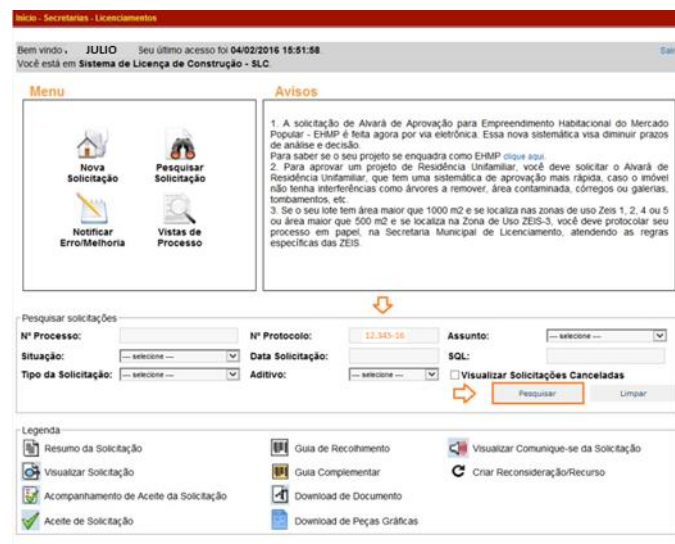 Início - Secretarias - Licenciamentos
Bem vindo, JULIO Seu último acesso foi 04/02/2016 15:51:58.
Sair
Você está em Sistema de Licença de Construção - SLC.
Menu
Nova Solicitação
Pesquisar Solicitação
Notificar Erro/Melhoria
Vistas de Processo
Avisos
1. A solicitação de Alvará de Aprovação para Empreendimento Habitacional do Mercado
Popular - EHMP é feita agora por via eletrônica. Essa nova sistemática visa diminuir prazos
de análise e decisão.
Para saber se o seu projeto se enquadra como EHMP clique aqui.
2. Para aprovar um projeto de Residência Unifamiliar, você deve solicitar o Alvará de
Residência Unifamiliar, que tem uma sistemática de aprovação mais rápida, caso o imóvel
não tenha interferências como árvores a remover, área contaminada, córregos ou galerias,
tombamentos, etc.
3. Se o seu lote tem área maior que 1000 m2 e se localiza nas zonas de uso Zeis 1, 2, 4 ou 5
ou área maior que 500 m2 e se localiza na Zona de Uso ZEIS-3, você deve protocolar seu
processo em papel, na Secretaria Municipal de Licenciamento, atendendo as regras
específicas das ZEIS.
Pesquisar solicitações
Nº Processo:
Nº Protocolo: 12.345-16
Assunto: --- selecione ---
Situação: --- selecione ---
Data Solicitação:
SQL:
Tipo da Solicitação: --- selecione ---
Aditivo: --- selecione ---
Visualizar Solicitações Canceladas
Pesquisar
Limpar
Legenda
Resumo da Solicitação
Guia de Recolhimento
Visualizar Comunique-se da Solicitação
Visualizar Solicitação
Guia Complementar
Criar Reconsideração/Recurso
Acompanhamento de Aceite da Solicitação
Download de Documento
Aceite de Solicitação
Download de Peças Gráficas